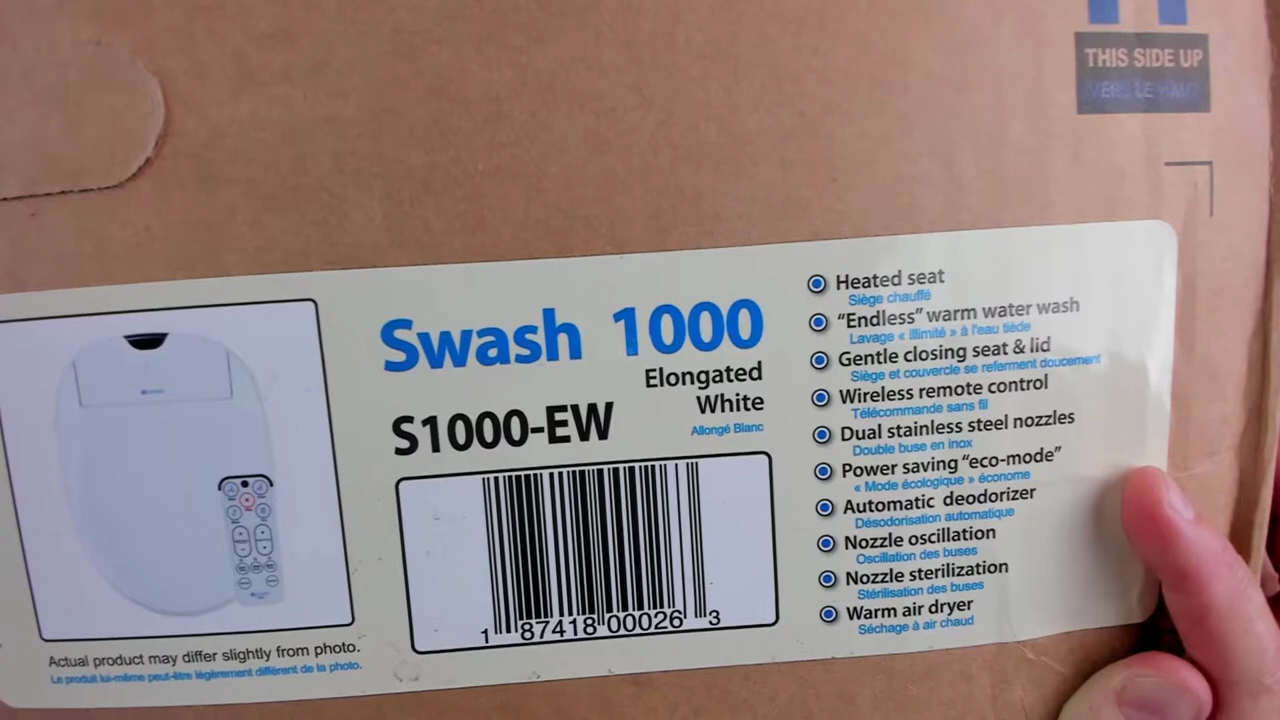 THIS SIDE UP
VERS LE HAUT
Swash 1000
Elongated
White
Allongé Blanc
S1000-EW
1 87418 00026 3
Actual product may differ slightly from photo.
Le produit lui-même peut-être légèrement différent de la photo.
Heated seat
Siège chauffé
“Endless” warm water wash
Lavage « illimité » à l'eau tiède
Gentle closing seat & lid
Siège et couvercle se referment doucement
Wireless remote control
Télécommande sans fil
Dual stainless steel nozzles
Double buse en inox
Power saving “eco-mode”
« Mode écologique » économe
Automatic deodorizer
Désodorisation automatique
Nozzle oscillation
Oscillation des buses
Nozzle sterilization
Stérilisation des buses
Warm air dryer
Séchage à air chaud